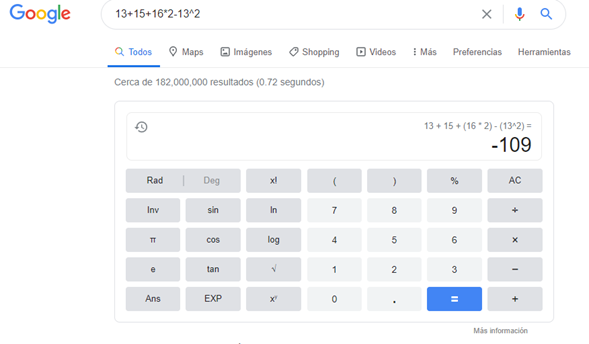 Google 13+15+16*2-13^2
Todos Maps Imágenes Shopping Videos Más Preferencias Herramientas
Cerca de 182,000,000 resultados (0.72 segundos)
13 + 15 + (16 * 2) - (13^2) =
-109
Rad | Deg x! ( ) % AC
Inv sin ln 7 8 9 ÷
π cos log 4 5 6 ×
e tan √ 1 2 3 −
Ans EXP xʸ 0 . = +
Más información